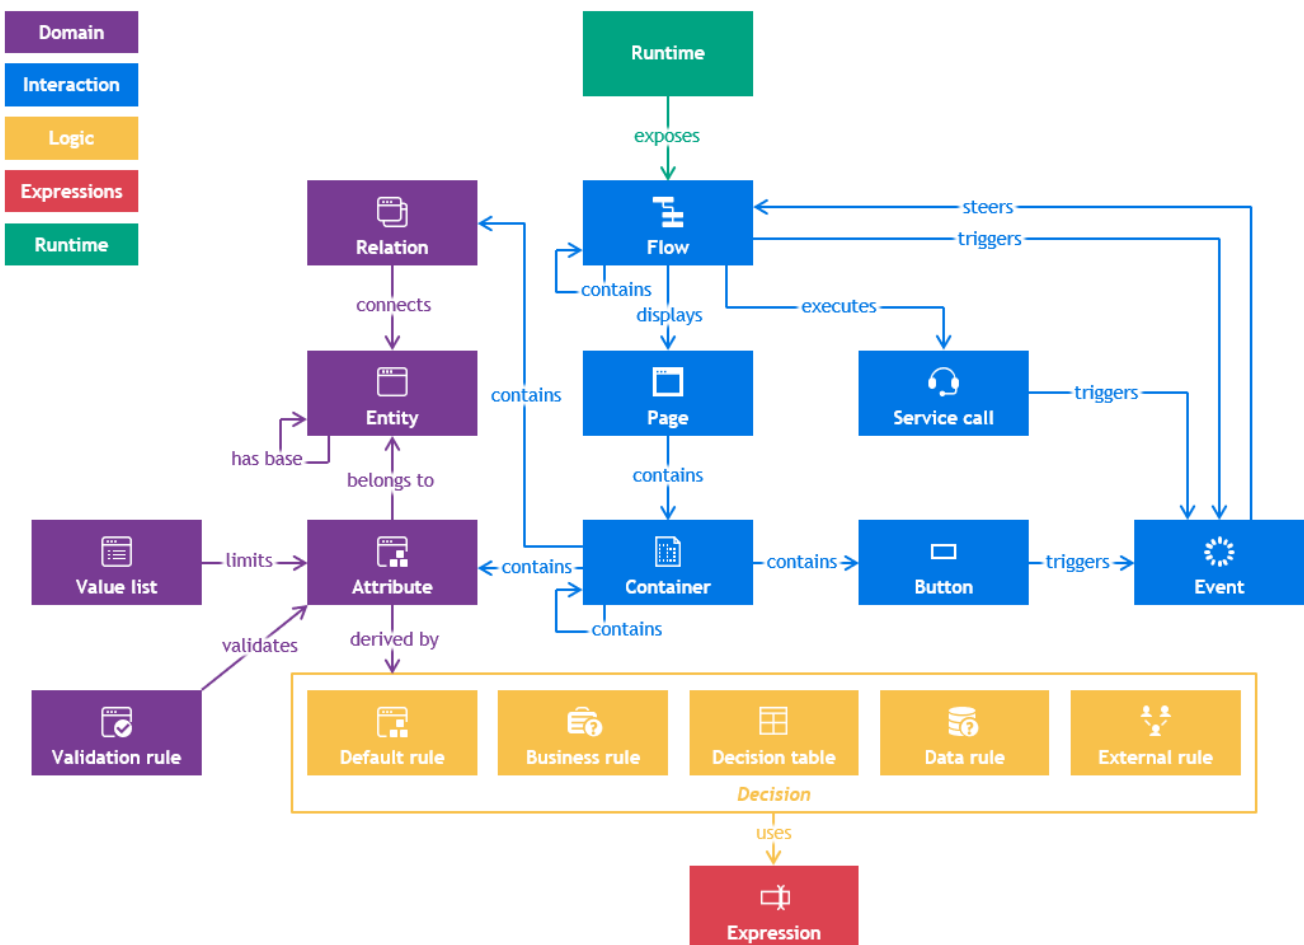 Domain
Interaction
Logic
Expressions
Runtime
Runtime
exposes
Relation
Flow
steers
triggers
contains
connects
displays
executes
Entity
has base
contains
Page
Service call
triggers
belongs to
contains
Value list
limits
Attribute
contains
Container
contains
Button
triggers
Event
contains
validates
derived by
Validation rule
Default rule
Business rule
Decision table
Data rule
External rule
Decision
uses
Expression